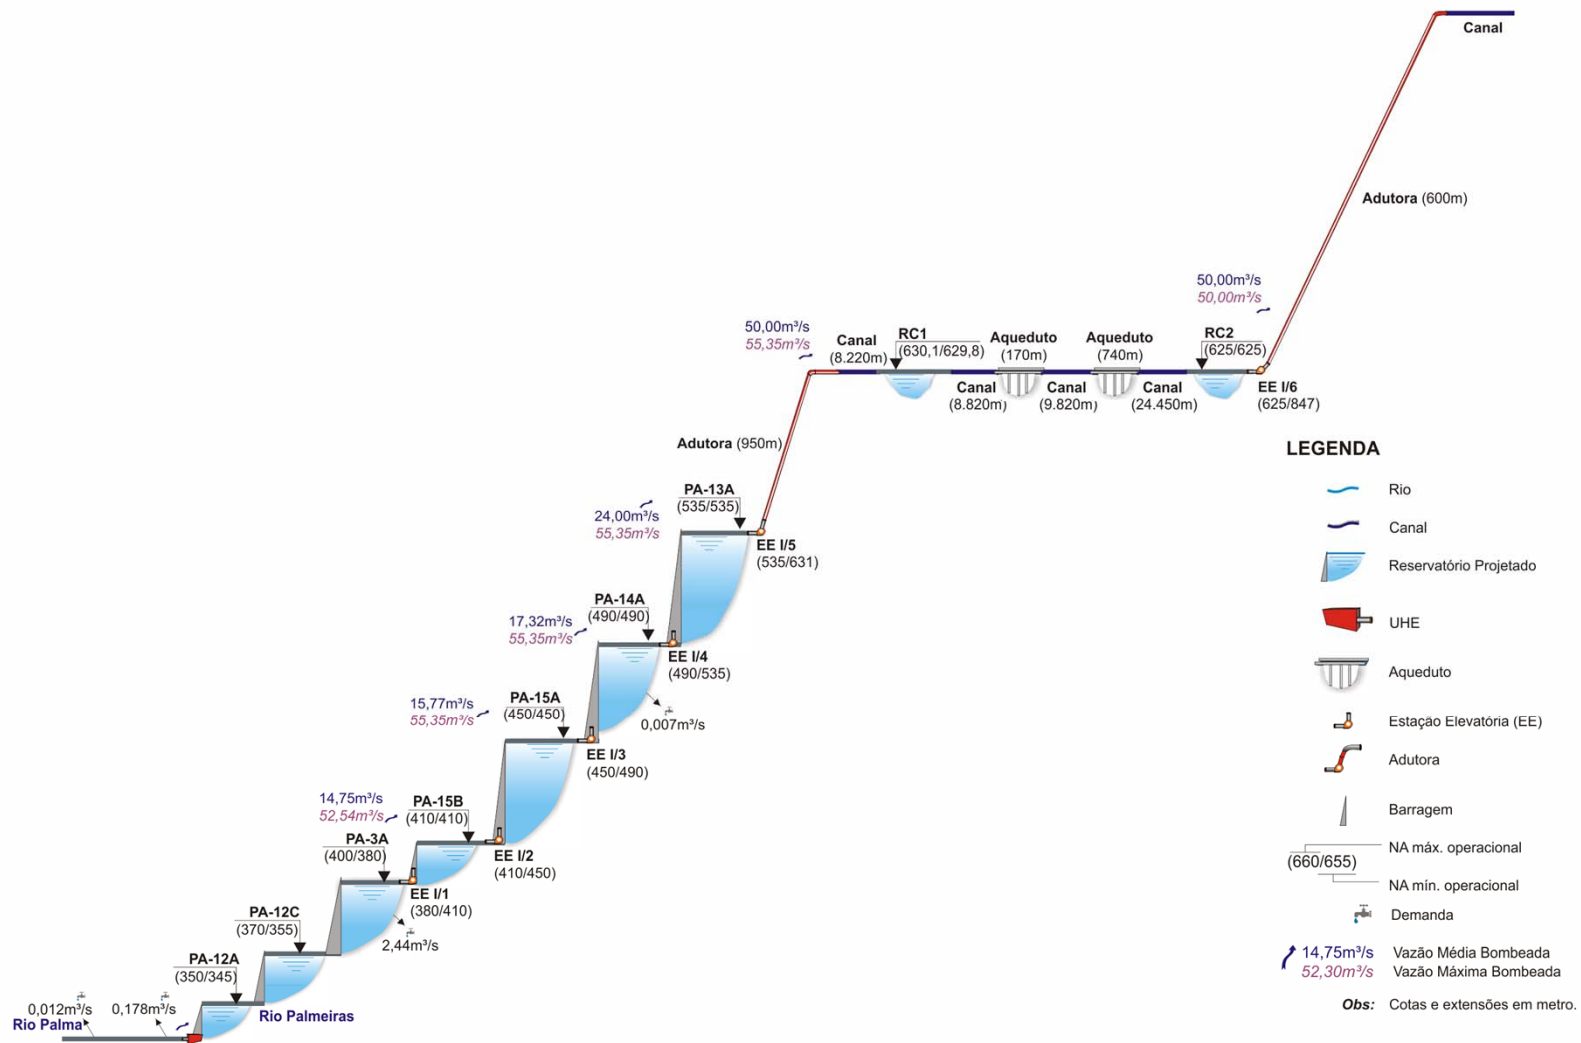 Canal
Adutora (600m)
50,00m³/s
50,00m³/s
50,00m³/s
55,35m³/s
Canal
(8.220m)
RC1
(630,1/629,8)
Aqueduto
(170m)
Aqueduto
(740m)
RC2
(625/625)
Canal
(8.820m)
Canal
(9.820m)
Canal
(24.450m)
EE I/6
(625/847)
Adutora (950m)
PA-13A
(535/535)
24,00m³/s
55,35m³/s
EE I/5
(535/631)
PA-14A
(490/490)
17,32m³/s
55,35m³/s
EE I/4
(490/535)
0,007m³/s
PA-15A
(450/450)
15,77m³/s
55,35m³/s
EE I/3
(450/490)
14,75m³/s
52,54m³/s
PA-15B
(410/410)
PA-3A
(400/380)
EE I/2
(410/450)
EE I/1
(380/410)
2,44m³/s
PA-12C
(370/355)
PA-12A
(350/345)
0,012m³/s
0,178m³/s
Rio Palma
Rio Palmeiras
LEGENDA
Rio
Canal
Reservatório Projetado
UHE
Aqueduto
Estação Elevatória (EE)
Adutora
Barragem
(660/655)
NA máx. operacional
NA mín. operacional
Demanda
14,75m³/s Vazão Média Bombeada
52,30m³/s Vazão Máxima Bombeada
Obs: Cotas e extensões em metro.